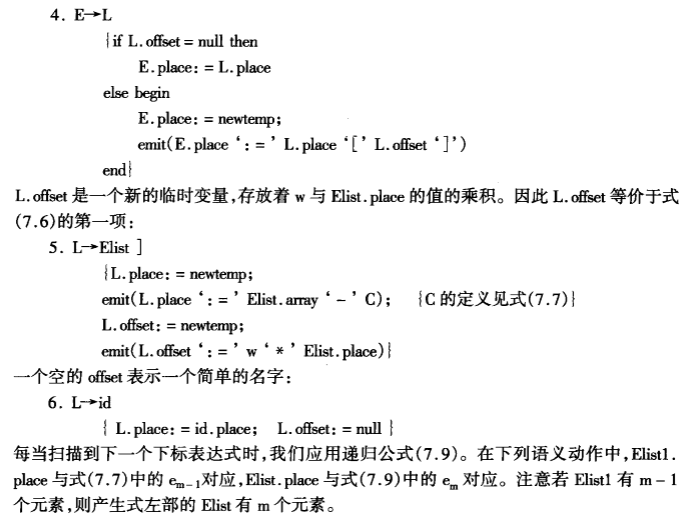 4. E→L
{if L.offset = null then
E.place: = L.place
else begin
E.place: = newtemp;
emit(E.place ‘: = ’ L.place ‘[’ L.offset ‘]’)
end}
L.offset 是一个新的临时变量,存放着 w 与 Elist.place 的值的乘积。因此 L.offset 等价于式
(7.6)的第一项:
5. L→Elist ]
{L.place: = newtemp;
emit(L.place ‘: = ’ Elist.array ‘ - ’ C); {C 的定义见式(7.7)}
L.offset: = newtemp;
emit(L.offset ‘: = ’ w ‘ * ’ Elist.place)}
一个空的 offset 表示一个简单的名字:
6. L→id
{ L.place: = id.place; L.offset: = null }
每当扫描到下一个下标表达式时,我们应用递归公式(7.9)。在下列语义动作中,Elist1.
place 与式(7.7)中的 eₘ₋₁对应,Elist.place 与式(7.9)中的 eₘ 对应。注意若 Elist1 有 m - 1
个元素,则产生式左部的 Elist 有 m 个元素。